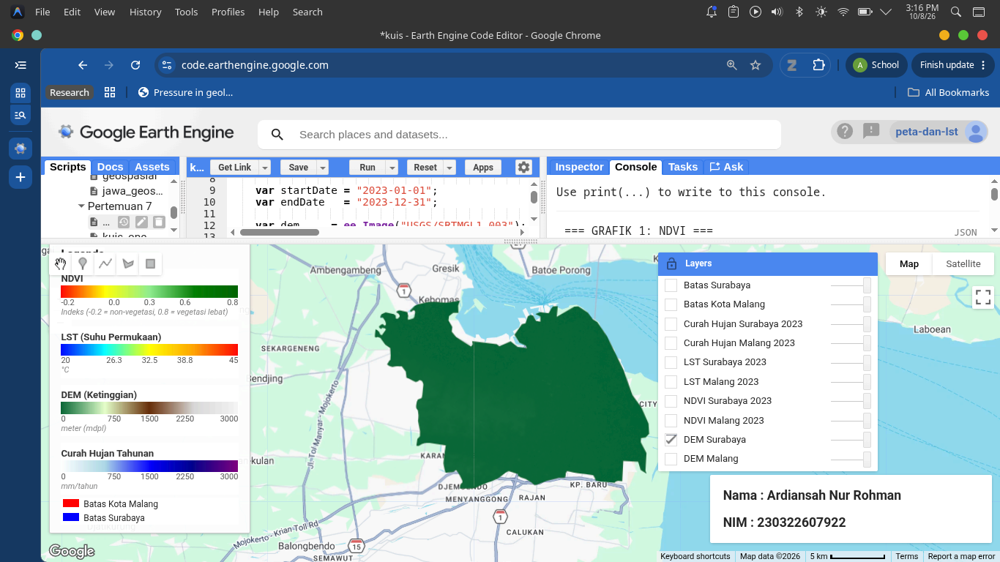 File Edit View History Tools Profiles Help Search
3:16 PM
10/8/26
*kuis - Earth Engine Code Editor - Google Chrome
code.earthengine.google.com
A School
Finish update
Research
Pressure in geol...
All Bookmarks
Google Earth Engine
Search places and datasets...
peta-dan-lst
Scripts Docs Assets
geospasial
jawa_geos...
Pertemuan 7
...
kuis_one
k... Get Link Save Run Reset Apps
8
9 var startDate = "2023-01-01";
10 var endDate = "2023-12-31";
11
12 var dem = ee.Image("USGS/SRTMGL1_003");
13
Inspector Console Tasks Ask
Use print(...) to write to this console.
=== GRAFIK 1: NDVI ===
JSON
Legenda
NDVI
-0.2 0.0 0.3 0.6 0.8
Indeks (-0.2 = non-vegetasi, 0.8 = vegetasi lebat)
LST (Suhu Permukaan)
20 26.3 32.5 38.8 45
°C
DEM (Ketinggian)
0 750 1500 2250 3000
meter (mdpl)
Curah Hujan Tahunan
0 750 1500 2250 3000
mm/tahun
Batas Kota Malang
Batas Surabaya
Ambengambeng
Gresik
Batoe Porong
1
Kebomas
SEKARGENENG
Bendjing
Jl. Tol Manyar - Mojokerto
CITY
Laboean
KP. BARU
MENYANGGONG
RAJAN
1
CALUKAN
Mojokerto - Krian Toll Rd
Balongbendo
15
SEMAWUT
Layers
Batas Surabaya
Batas Kota Malang
Curah Hujan Surabaya 2023
Curah Hujan Malang 2023
LST Surabaya 2023
LST Malang 2023
NDVI Surabaya 2023
NDVI Malang 2023
DEM Surabaya
DEM Malang
Map Satellite
Nama : Ardiansah Nur Rohman
NIM : 230322607922
Google
Keyboard shortcuts Map data ©2026 5 km Terms Report a map error